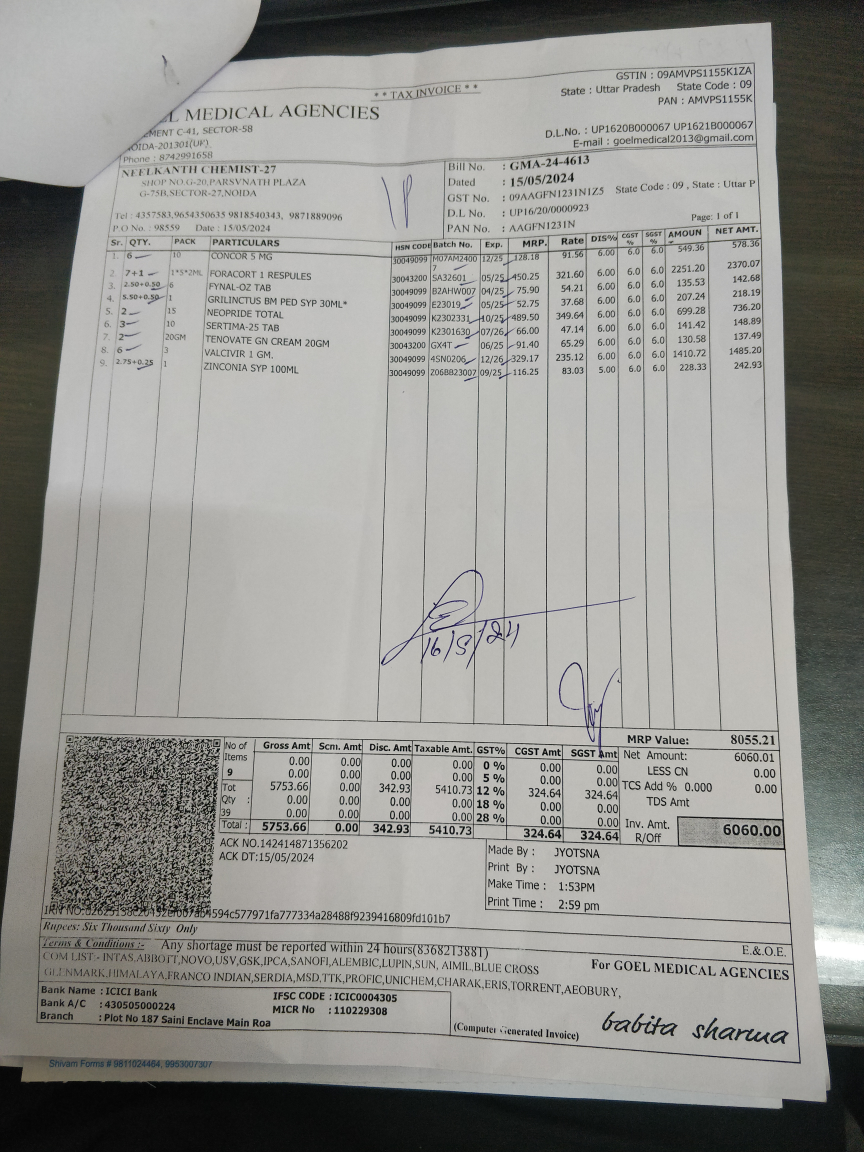 * * TAX INVOICE * *
GSTIN : 09AMVPS1155K1ZA
State : Uttar Pradesh State Code : 09
PAN : AMVPS1155K
EL MEDICAL AGENCIES
EMENT C-41, SECTOR-58
NOIDA-201301(UP)
Phone : 8742991658
D.L.No. : UP1620B000067 UP1621B000067
E-mail : goelmedical2013@gmail.com
NEELKANTH CHEMIST-27
SHOP NO.G-20,PARSVNATH PLAZA
G-75B,SECTOR-27,NOIDA
Tel : 4357583,9654350635 9818540343, 9871889096
P.O No. : 98559 Date : 15/05/2024
Bill No. : GMA-24-4613
Dated : 15/05/2024
GST No. : 09AAGFN1231N1Z5 State Code : 09 , State : Uttar P
D.L No. : UP16/20/0000923
PAN No. : AAGFN1231N
Page: 1 of 1
Sr. QTY. PACK PARTICULARS HSN CODE Batch No. Exp. MRP. Rate DIS% CGST % SGST % AMOUN NET AMT.
1. 6 10 CONCOR 5 MG 30049099 M07AM2400 7 12/25 128.18 91.56 6.00 6.0 6.0 549.36 578.36
2. 7+1 1*5*2ML FORACORT 1 RESPULES 30043200 SA32601 05/25 450.25 321.60 6.00 6.0 6.0 2251.20 2370.07
3. 2.50+0.50 6 FYNAL-OZ TAB 30049099 B2AHW007 04/25 75.90 54.21 6.00 6.0 6.0 135.53 142.68
4. 5.50+0.50 1 GRILINCTUS BM PED SYP 30ML* 30049099 E23019 05/25 52.75 37.68 6.00 6.0 6.0 207.24 218.19
5. 2 15 NEOPRIDE TOTAL 30049099 K2302331 10/25 489.50 349.64 6.00 6.0 6.0 699.28 736.20
6. 3 10 SERTIMA-25 TAB 30049099 K2301630 07/26 66.00 47.14 6.00 6.0 6.0 141.42 148.89
7. 2 20GM TENOVATE GN CREAM 20GM 30043200 GX4T 06/25 91.40 65.29 6.00 6.0 6.0 130.58 137.49
8. 6 3 VALCIVIR 1 GM. 30049099 4SN0206 12/26 329.17 235.12 6.00 6.0 6.0 1410.72 1485.20
9. 2.75+0.25 1 ZINCONIA SYP 100ML 30049099 Z06BB23007 09/25 116.25 83.03 5.00 6.0 6.0 228.33 242.93
16/5/24
MRP Value: 8055.21
No of Items 9 Gross Amt Scm. Amt Disc. Amt Taxable Amt. GST% CGST Amt SGST Amt
0.00 0.00 0.00 0.00 0 % 0.00 0.00
0.00 0.00 0.00 0.00 5 % 0.00 0.00
Tot Qty : 39 5753.66 0.00 342.93 5410.73 12 % 324.64 324.64
0.00 0.00 0.00 0.00 18 % 0.00 0.00
0.00 0.00 0.00 0.00 28 % 0.00 0.00
Total : 5753.66 0.00 342.93 5410.73 324.64 324.64
Net Amount: 6060.01
LESS CN 0.00
TCS Add % 0.000 0.00
TDS Amt
Inv. Amt. R/Off 6060.00
ACK NO.142414871356202
ACK DT:15/05/2024
Made By : JYOTSNA
Print By : JYOTSNA
Make Time : 1:53PM
Print Time : 2:59 pm
IRN NO:
Rupees: Six Thousand Sixty Only
E.&O.E.
Terms & Conditions :- Any shortage must be reported within 24 hours(8368213881)
COM LIST:- INTAS,ABBOTT,NOVO,USV,GSK,IPCA,SANOFI,ALEMBIC,LUPIN,SUN, AIMIL,BLUE CROSS
GLENMARK,HIMALAYA,FRANCO INDIAN,SERDIA,MSD,TTK,PROFIC,UNICHEM,CHARAK,ERIS,TORRENT,AEOBURY,
For GOEL MEDICAL AGENCIES
Bank Name : ICICI Bank
Bank A/C : 430505000224
Branch : Plot No 187 Saini Enclave Main Roa
IFSC CODE : ICIC0004305
MICR No : 110229308
(Computer Generated Invoice)
babita sharma
Shivam Forms # 9811024464, 9953007307